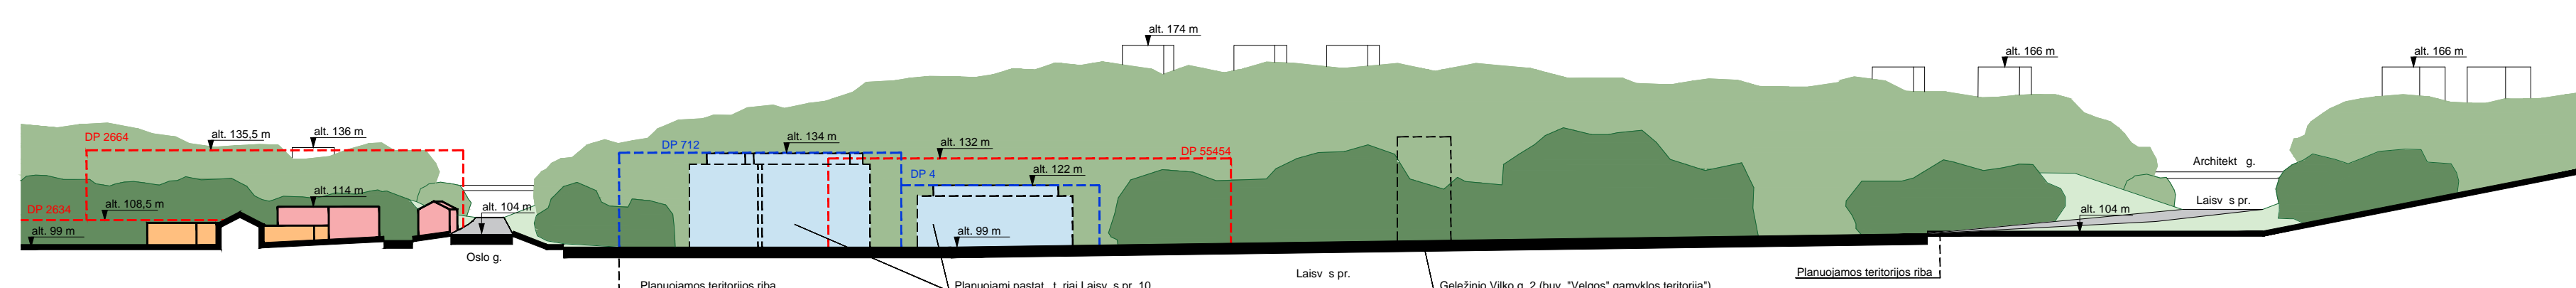 alt. 174 m
alt. 166 m
alt. 166 m
DP 2664
alt. 135,5 m
alt. 136 m
DP 712
alt. 134 m
alt. 132 m
DP 55454
Architekt g.
DP 4
alt. 122 m
alt. 114 m
Laisv s pr.
DP 2634
alt. 108,5 m
alt. 104 m
alt. 104 m
alt. 99 m
alt. 99 m
Oslo g.
Laisv s pr.
Planuojamos teritorijos riba
Planuojamos teritorijos riba
Planuojami pastat t riai Laisv s pr. 10
Geležinio Vilko g. 2 (buv. "Velgos" gamyklos teritorija")